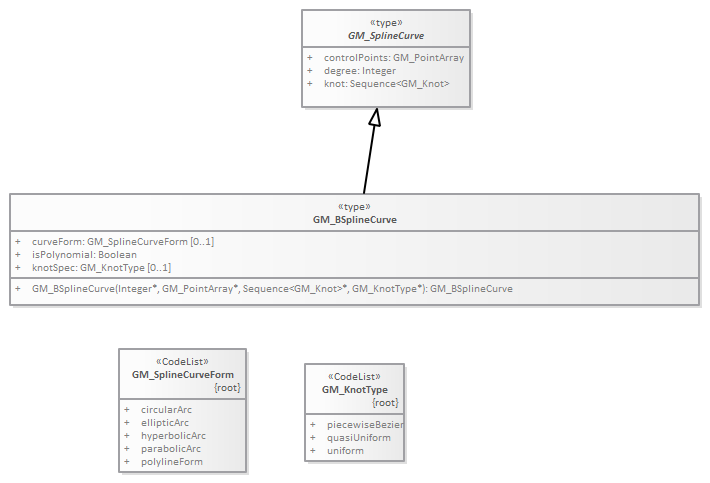 «type»
GM_SplineCurve
+ controlPoints: GM_PointArray
+ degree: Integer
+ knot: Sequence<GM_Knot>
«type»
GM_BSplineCurve
+ curveForm: GM_SplineCurveForm [0..1]
+ isPolynomial: Boolean
+ knotSpec: GM_KnotType [0..1]
+ GM_BSplineCurve(Integer*, GM_PointArray*, Sequence<GM_Knot>*, GM_KnotType*): GM_BSplineCurve
«CodeList»
GM_SplineCurveForm
{root}
+ circularArc
+ ellipticArc
+ hyperbolicArc
+ parabolicArc
+ polylineForm
«CodeList»
GM_KnotType
{root}
+ piecewiseBezier
+ quasiUniform
+ uniform